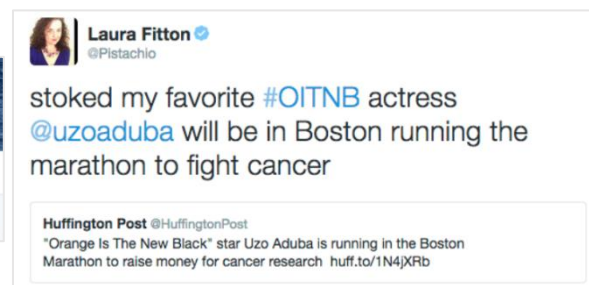 Laura Fitton
@Pistachio
stoked my favorite #OITNB actress
@uzoaduba will be in Boston running the
marathon to fight cancer
Huffington Post @HuffingtonPost
"Orange Is The New Black" star Uzo Aduba is running in the Boston
Marathon to raise money for cancer research huff.to/1N4jXRb